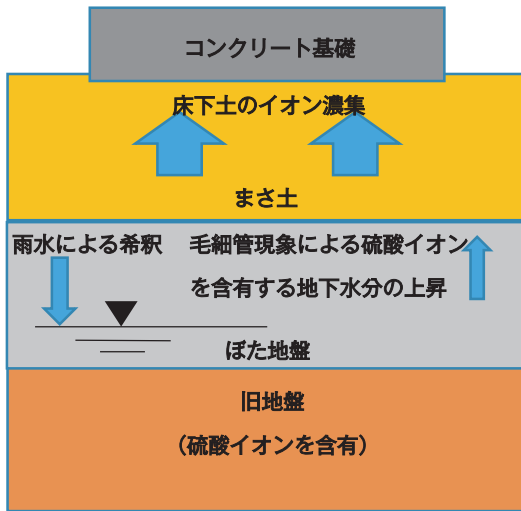 コンクリート基礎
床下土のイオン濃集
まさ土
雨水による希釈
毛細管現象による硫酸イオン
を含有する地下水分の上昇
ぼた地盤
旧地盤
（硫酸イオンを含有）